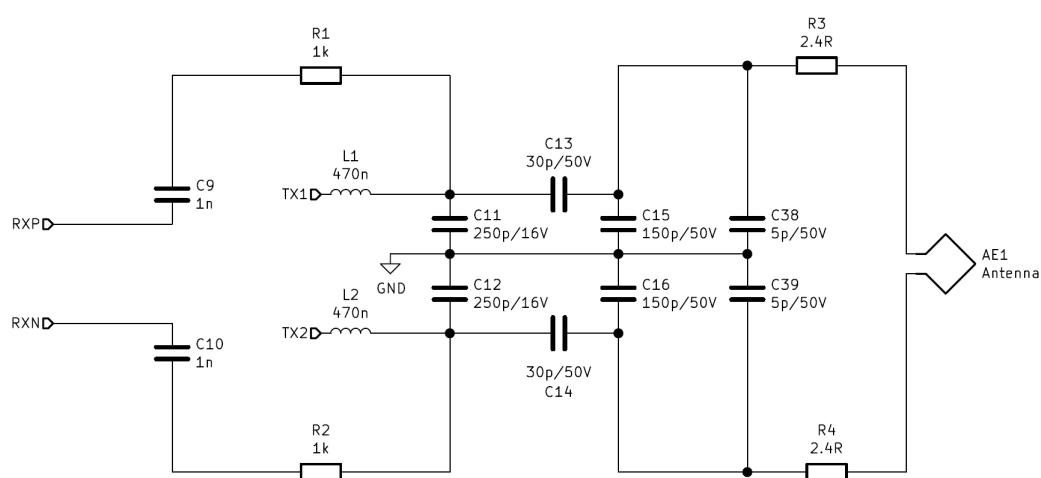 R1
1k
R3
2.4R
C13
30p/50V
L1
470n
C9
1n
TX1
RXP
C11
250p/16V
C15
150p/50V
C38
5p/50V
AE1
Antenna
GND
C12
250p/16V
C16
150p/50V
C39
5p/50V
L2
470n
RXN
TX2
C10
1n
30p/50V
C14
R2
1k
R4
2.4R